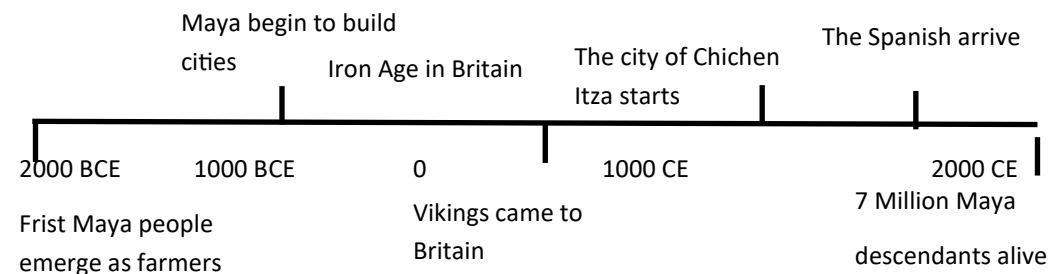 Maya begin to build
cities
Iron Age in Britain
The city of Chichen
Itza starts
The Spanish arrive
2000 BCE
1000 BCE
0
1000 CE
2000 CE
Frist Maya people
emerge as farmers
Vikings came to
Britain
7 Million Maya
descendants alive